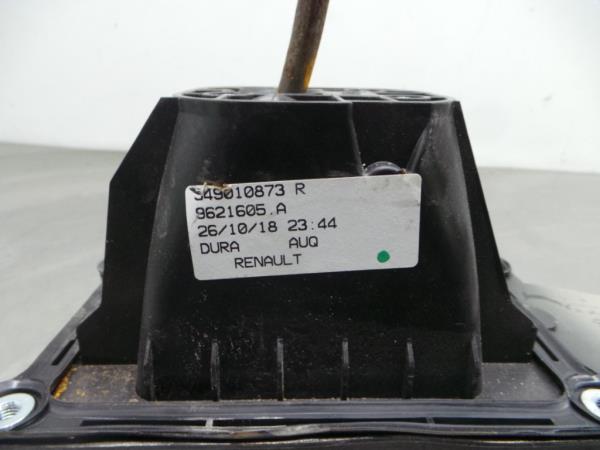 349010873 R
9621605.A
26/10/18 23:44
DURA AUQ
RENAULT